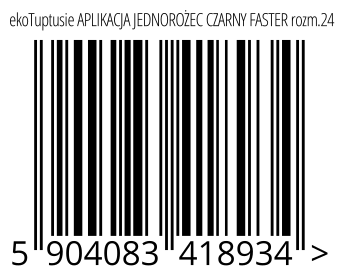 ekoTuptusie APLIKACJA JEDNOROŻEC CZARNY FASTER rozm.24
5 904083 418934 >